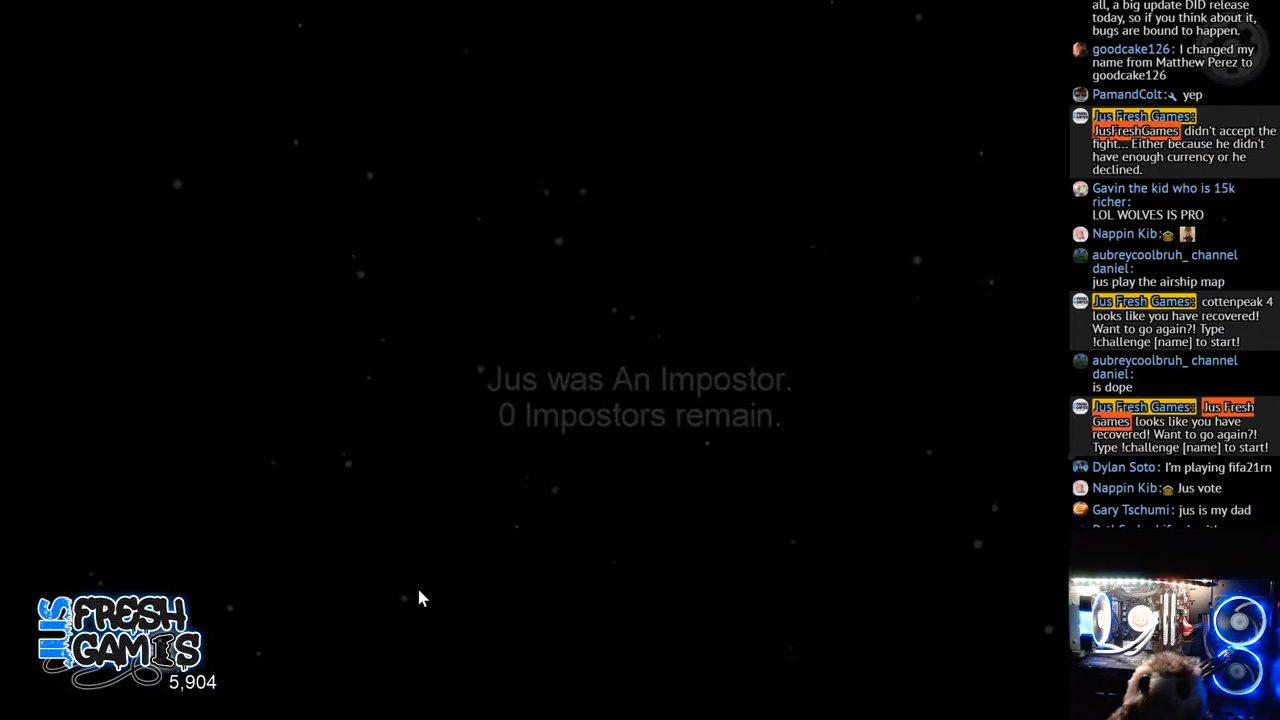 all, a big update DID release
today, so if you think about it,
bugs are bound to happen.
goodcake126: I changed my
name from Matthew Perez to
goodcake126
PamandColt: yep
Jus Fresh Games:
JusFreshGames didn't accept the
fight... Either because he didn't
have enough currency or he
declined.
Gavin the kid who is 15k
richer:
LOL WOLVES IS PRO
Nappin Kib:
aubreycoolbruh_ channel
daniel:
jus play the airship map
Jus Fresh Games: cottenpeak 4
looks like you have recovered!
Want to go again?! Type
!challenge [name] to start!
aubreycoolbruh_ channel
daniel:
is dope
Jus Fresh Games: Jus Fresh
Games looks like you have
recovered! Want to go again?!
Type !challenge [name] to start!
Dylan Soto: I'm playing fifa21rn
Nappin Kib: Jus vote
Gary Tschumi: jus is my dad
Jus was An Impostor.
0 Impostors remain.
JUS
FRESH
GAMES
5,904